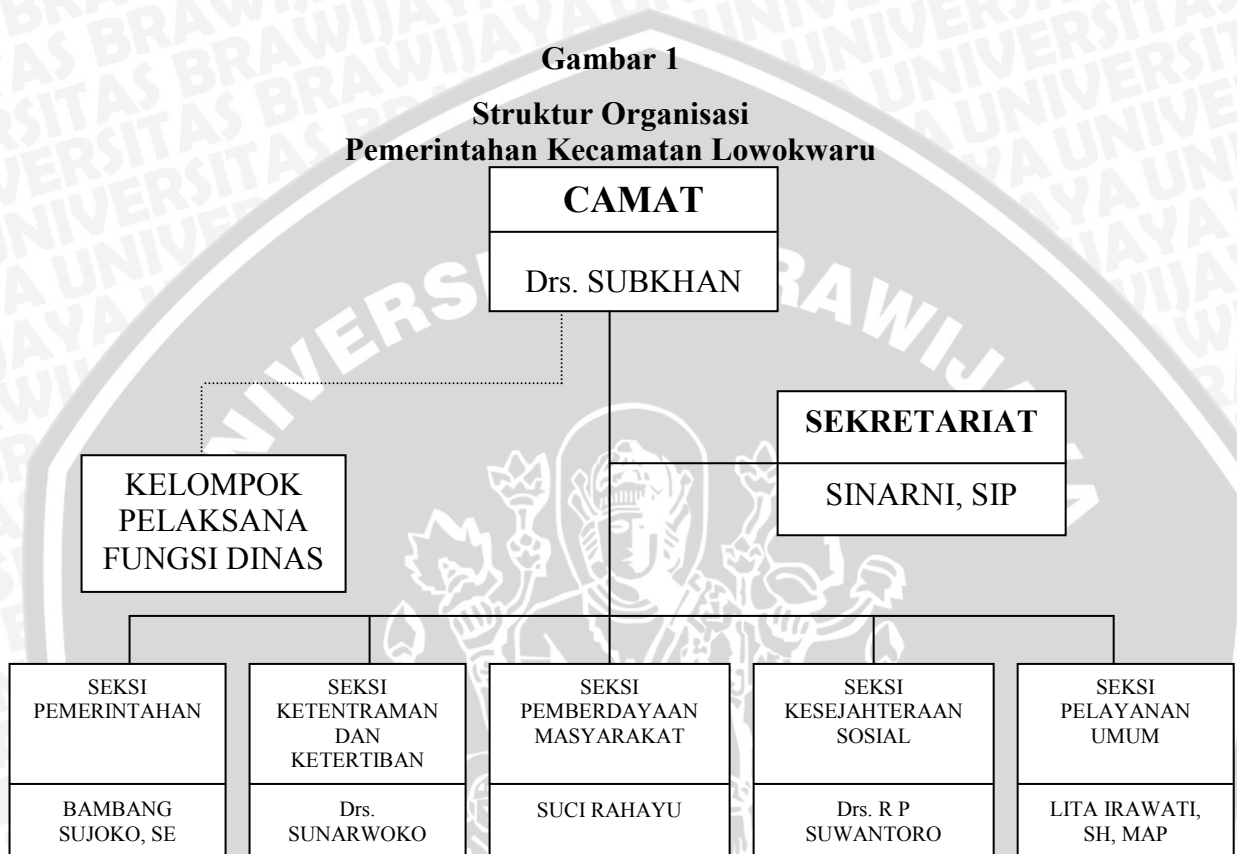 Gambar 1
Struktur Organisasi
Pemerintahan Kecamatan Lowokwaru
CAMAT
Drs. SUBKHAN
SEKRETARIAT
SINARNI, SIP
KELOMPOK
PELAKSANA
FUNGSI DINAS
SEKSI
PEMERINTAHAN
BAMBANG
SUJOKO, SE
SEKSI
KETENTRAMAN
DAN
KETERTIBAN
Drs.
SUNARWOKO
SEKSI
PEMBERDAYAAN
MASYARAKAT
SUCI RAHAYU
SEKSI
KESEJAHTERAAN
SOSIAL
Drs. R P
SUWANTORO
SEKSI
PELAYANAN
UMUM
LITA IRAWATI,
SH, MAP